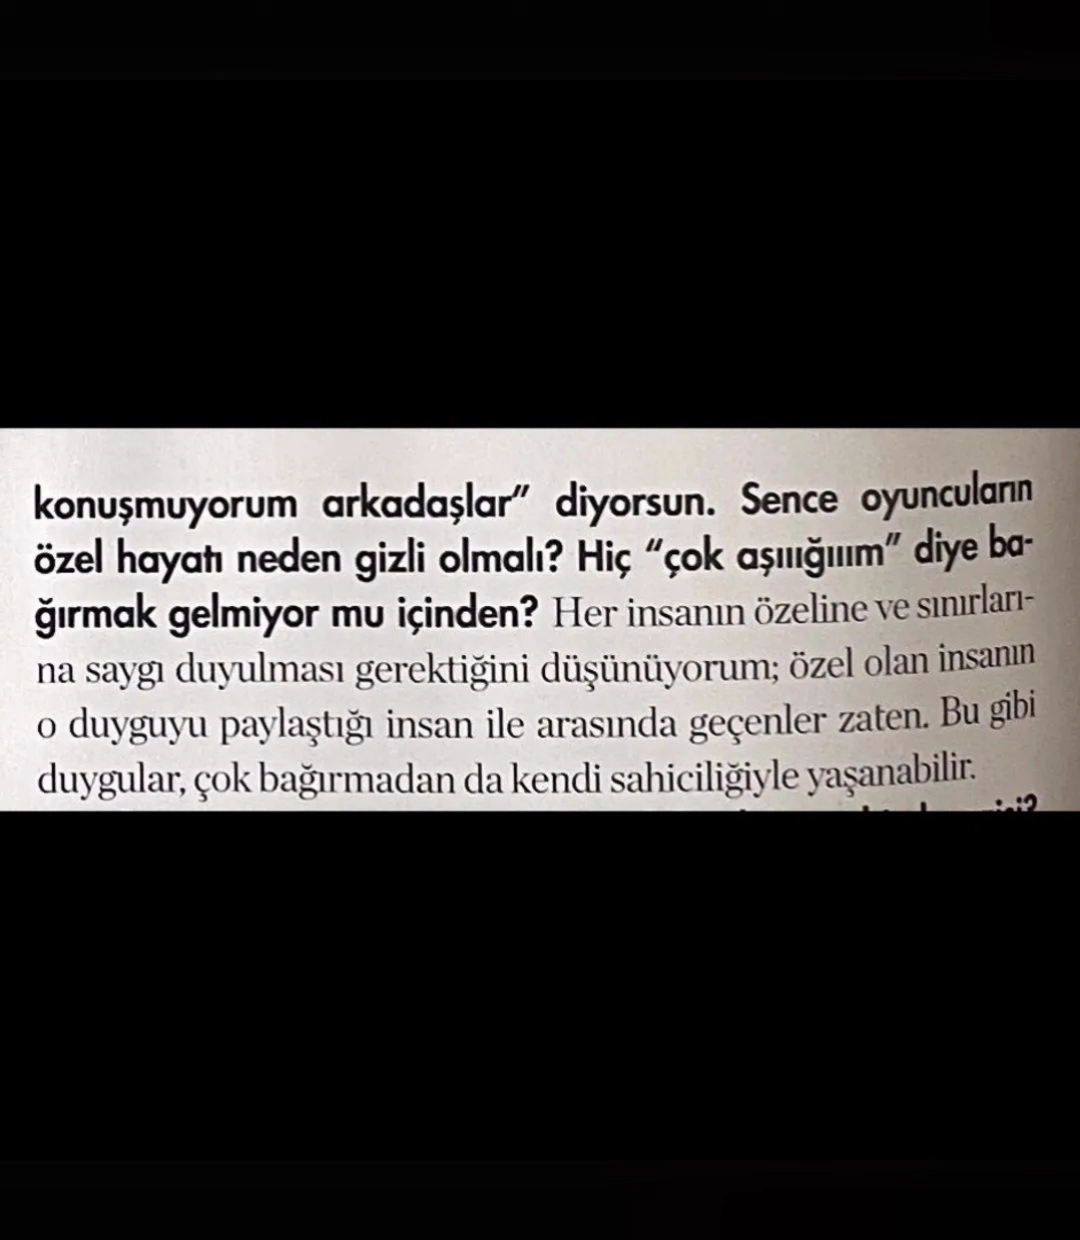 konuşmuyorum arkadaşlar” diyorsun. Sence oyuncuların
özel hayatı neden gizli olmalı? Hiç “çok aşııığıııım” diye ba-
ğırmak gelmiyor mu içinden? Her insanın özeline ve sınırları-
na saygı duyulması gerektiğini düşünüyorum; özel olan insanın
o duyguyu paylaştığı insan ile arasında geçenler zaten. Bu gibi
duygular, çok bağırmadan da kendi sahiciliğiyle yaşanabilir.